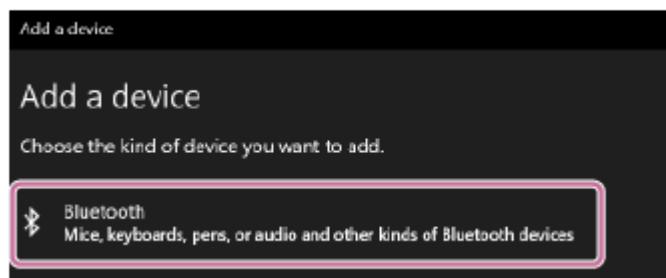 Add a device
Add a device
Choose the kind of device you want to add.
Bluetooth
Mice, keyboards, pens, or audio and other kinds of Bluetooth devices